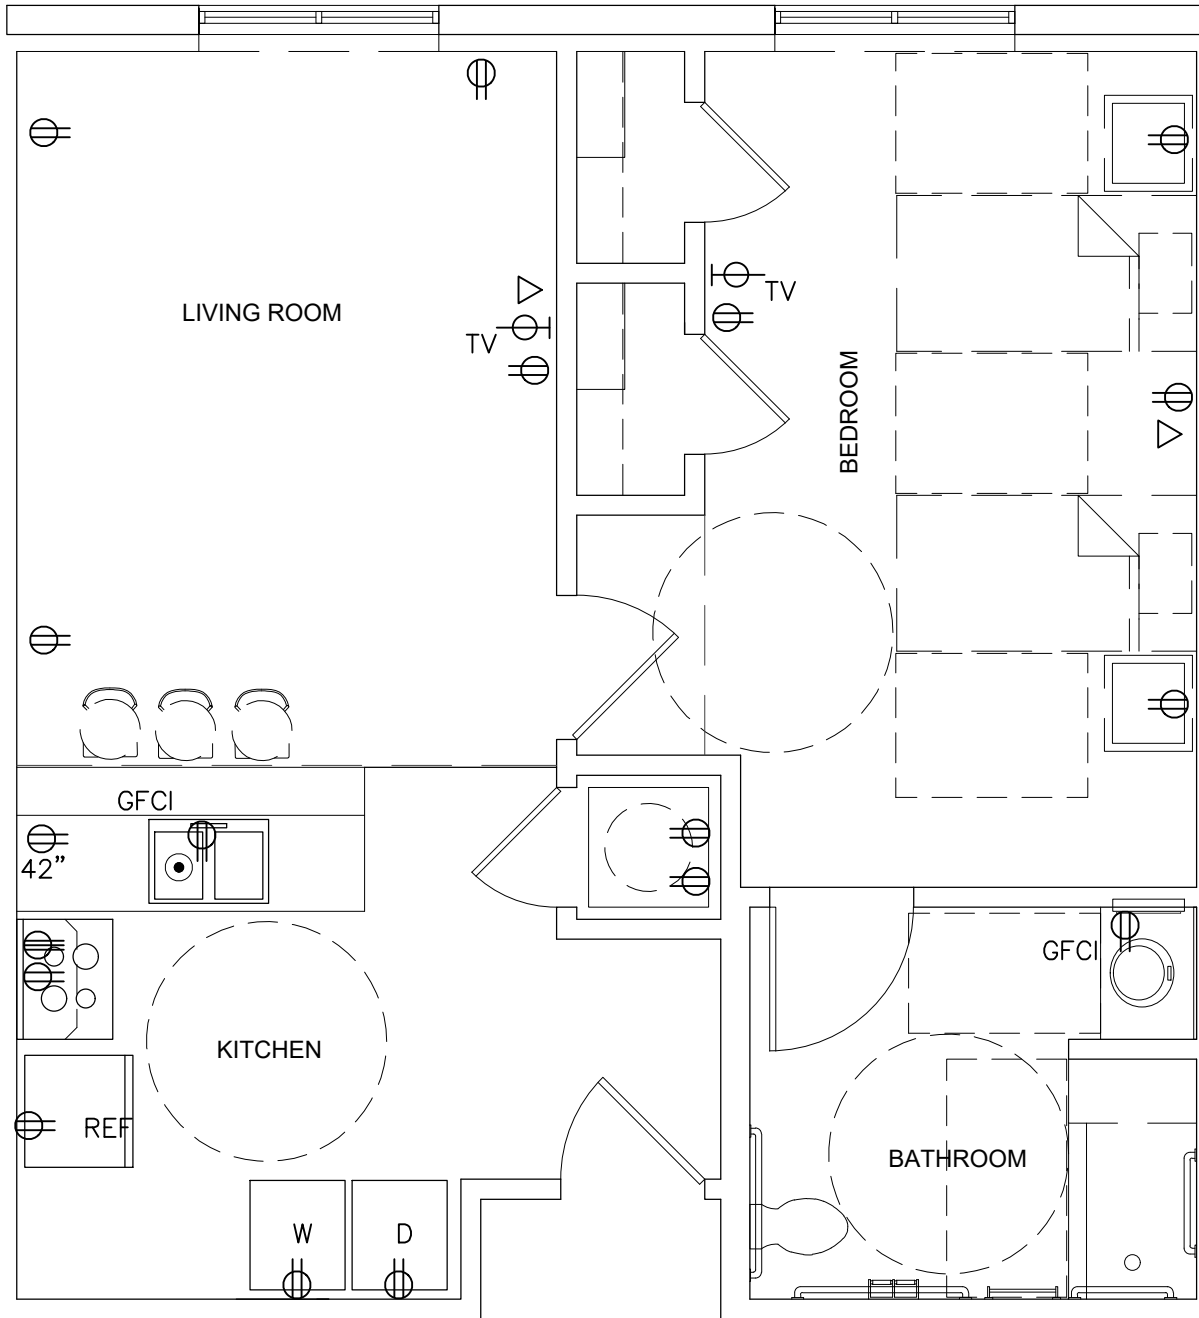 TV
LIVING ROOM
TV
BEDROOM
GFCI
42”
GFCI
KITCHEN
REF
BATHROOM
W
D